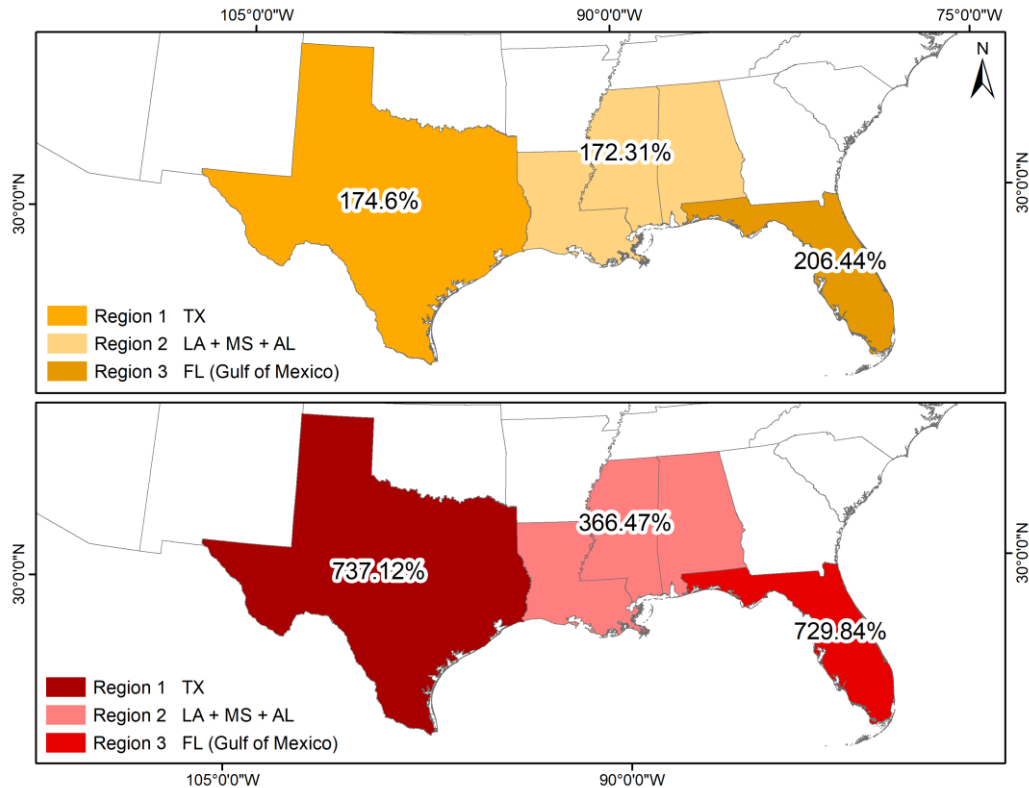 105°0'0"W
90°0'0"W
75°0'0"W
N
30°0'0"N
30°0'0"N
172.31%
174.6%
206.44%
Region 1 TX
Region 2 LA + MS + AL
Region 3 FL (Gulf of Mexico)
366.47%
30°0'0"N
30°0'0"N
737.12%
729.84%
Region 1 TX
Region 2 LA + MS + AL
Region 3 FL (Gulf of Mexico)
105°0'0"W
90°0'0"W